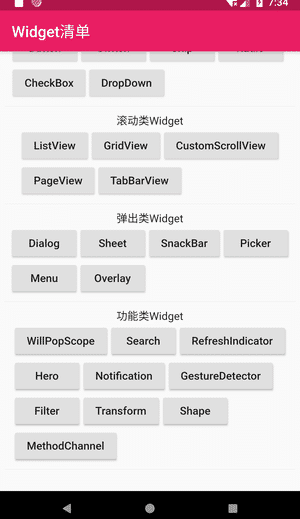 7:34
Widget清单
CheckBox DropDown
滚动类Widget
ListView GridView CustomScrollView
PageView TabBarView
弹出类Widget
Dialog Sheet SnackBar Picker
Menu Overlay
功能类Widget
WillPopScope Search RefreshIndicator
Hero Notification GestureDetector
Filter Transform Shape
MethodChannel